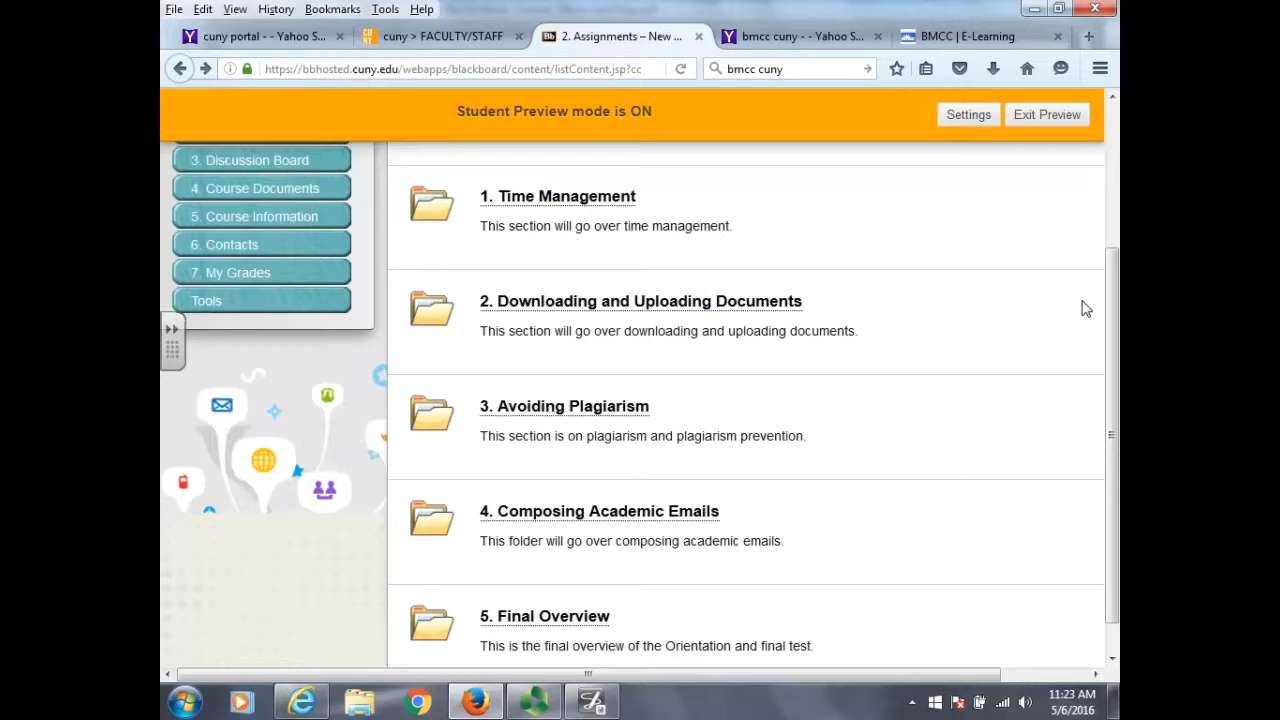 File Edit View History Bookmarks Tools Help
cuny portal - - Yahoo S...
cuny > FACULTY/STAFF
Bb 2. Assignments – New ...
bmcc cuny - - Yahoo S...
BMCC | E-Learning
https://bbhosted.cuny.edu/webapps/blackboard/content/listContent.jsp?cc
bmcc cuny
Student Preview mode is ON
Settings
Exit Preview
3. Discussion Board
4. Course Documents
5. Course Information
6. Contacts
7. My Grades
Tools
1. Time Management
This section will go over time management.
2. Downloading and Uploading Documents
This section will go over downloading and uploading documents.
3. Avoiding Plagiarism
This section is on plagiarism and plagiarism prevention.
4. Composing Academic Emails
This folder will go over composing academic emails.
5. Final Overview
This is the final overview of the Orientation and final test.
11:23 AM
5/6/2016